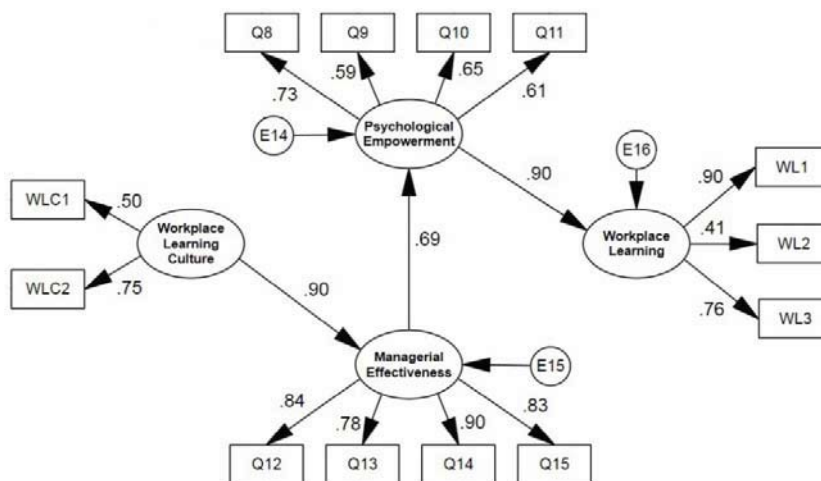 Q8
Q9
Q10
Q11
.73
.59
.65
.61
E14
Psychological
Empowerment
E16
WLC1
.50
Workplace
Learning
Culture
WLC2
.75
.90
.69
.90
Workplace
Learning
.90
WL1
.41
WL2
.76
WL3
Managerial
Effectiveness
E15
.84
.78
.90
.83
Q12
Q13
Q14
Q15